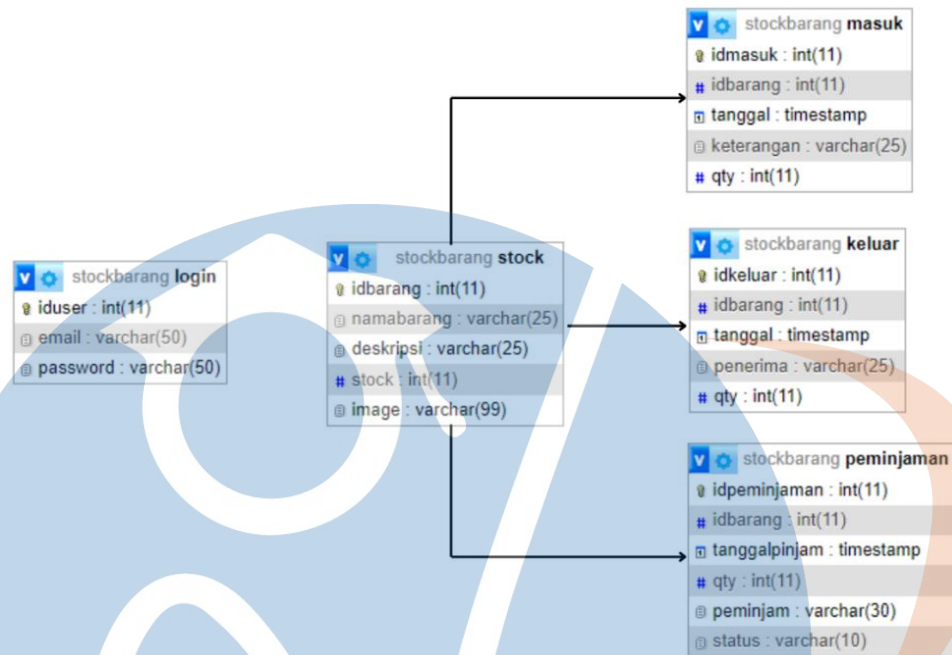 stockbarang masuk
idmasuk : int(11)
idbarang : int(11)
tanggal : timestamp
keterangan : varchar(25)
qty : int(11)
stockbarang login
iduser : int(11)
email : varchar(50)
password : varchar(50)
stockbarang stock
idbarang : int(11)
namabarang : varchar(25)
deskripsi : varchar(25)
stock : int(11)
image : varchar(99)
stockbarang keluar
idkeluar : int(11)
idbarang : int(11)
tanggal : timestamp
penerima : varchar(25)
qty : int(11)
stockbarang peminjaman
idpeminjaman : int(11)
idbarang : int(11)
tanggalpinjam : timestamp
qty : int(11)
peminjam : varchar(30)
status : varchar(10)